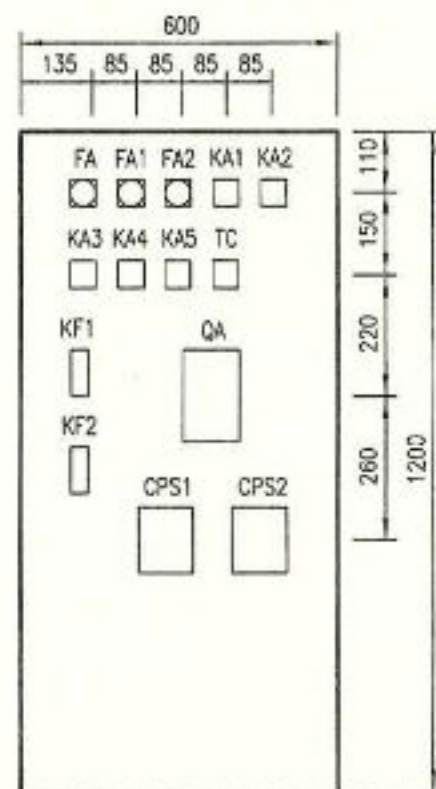 600
135 85 85 85 85
FA FA1 FA2 KA1 KA2
110
KA3 KA4 KA5 TC
150
KF1 QA
220
KF2
CPS1 CPS2
260
1200